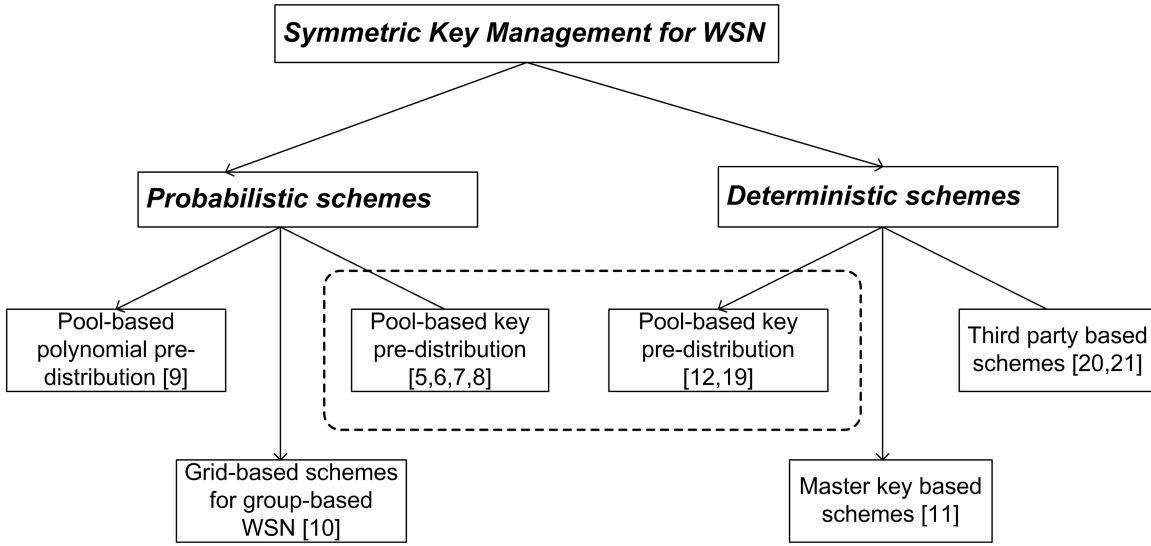 Symmetric Key Management for WSN
Probabilistic schemes
Deterministic schemes
Pool-based
polynomial pre-
distribution [9]
Pool-based key
pre-distribution
[5,6,7,8]
Pool-based key
pre-distribution
[12,19]
Third party based
schemes [20,21]
Grid-based schemes
for group-based
WSN [10]
Master key based
schemes [11]